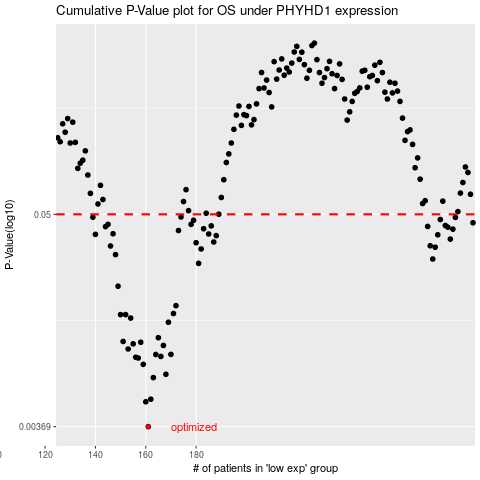 Cumulative P-Value plot for OS under PHYHD1 expression
P-Value(log10)
0.05
0.00369
optimized
0 120 140 160 180
# of patients in 'low exp' group